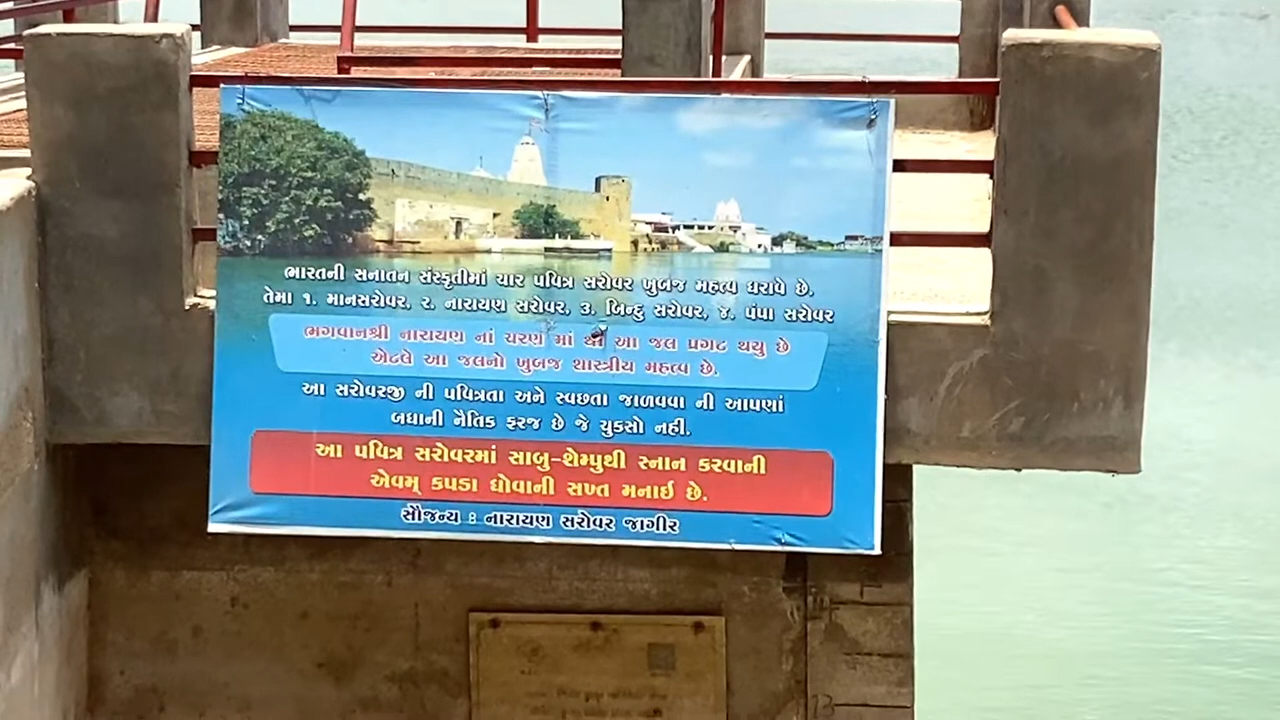 ભારતની સનાતન સંસ્કૃતીમાં ચાર પવિત્ર સરોવર ખુબજ મહત્વ ધરાવે છે.
તેમા ૧. માનસરોવર, ૨. નારાયણ સરોવર, ૩. બિન્દુ સરોવર, ૪. પંપા સરોવર
ભગવાનશ્રી નારાયણ નાં ચરણ માં થી આ જલ પ્રગટ થયુ છે
એટલે આ જલનો ખુબજ શાસ્ત્રીય મહત્વ છે.
આ સરોવરજી ની પવિત્રતા અને સ્વછતા જાળવવા ની આપણાં
બધાની નૈતિક ફરજ છે જે ચુકસો નહી.
આ પવિત્ર સરોવરમાં સાબુ-શેમ્પુથી સ્નાન કરવાની
એવમ્ કપડા ધોવાની સખ્ત મનાઇ છે.
સૌજન્ય : નારાયણ સરોવર જાગીર